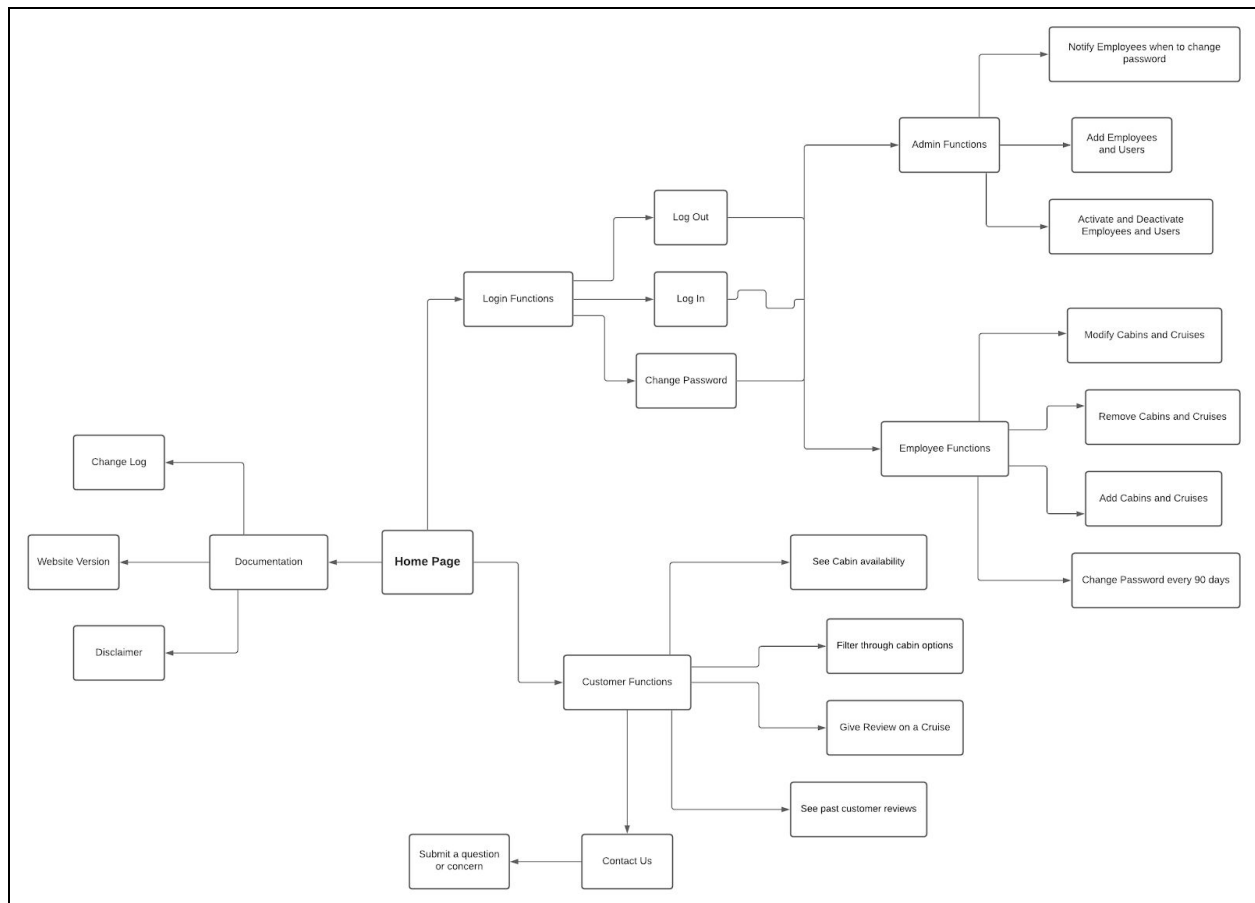 Notify Employees when to change
password
Admin Functions
Add Employees
and Users
Activate and Deactivate
Employees and Users
Log Out
Login Functions
Log In
Change Password
Modify Cabins and Cruises
Remove Cabins and Cruises
Employee Functions
Add Cabins and Cruises
Change Password every 90 days
Change Log
Website Version
Documentation
Home Page
Disclaimer
See Cabin availability
Filter through cabin options
Customer Functions
Give Review on a Cruise
See past customer reviews
Contact Us
Submit a question
or concern